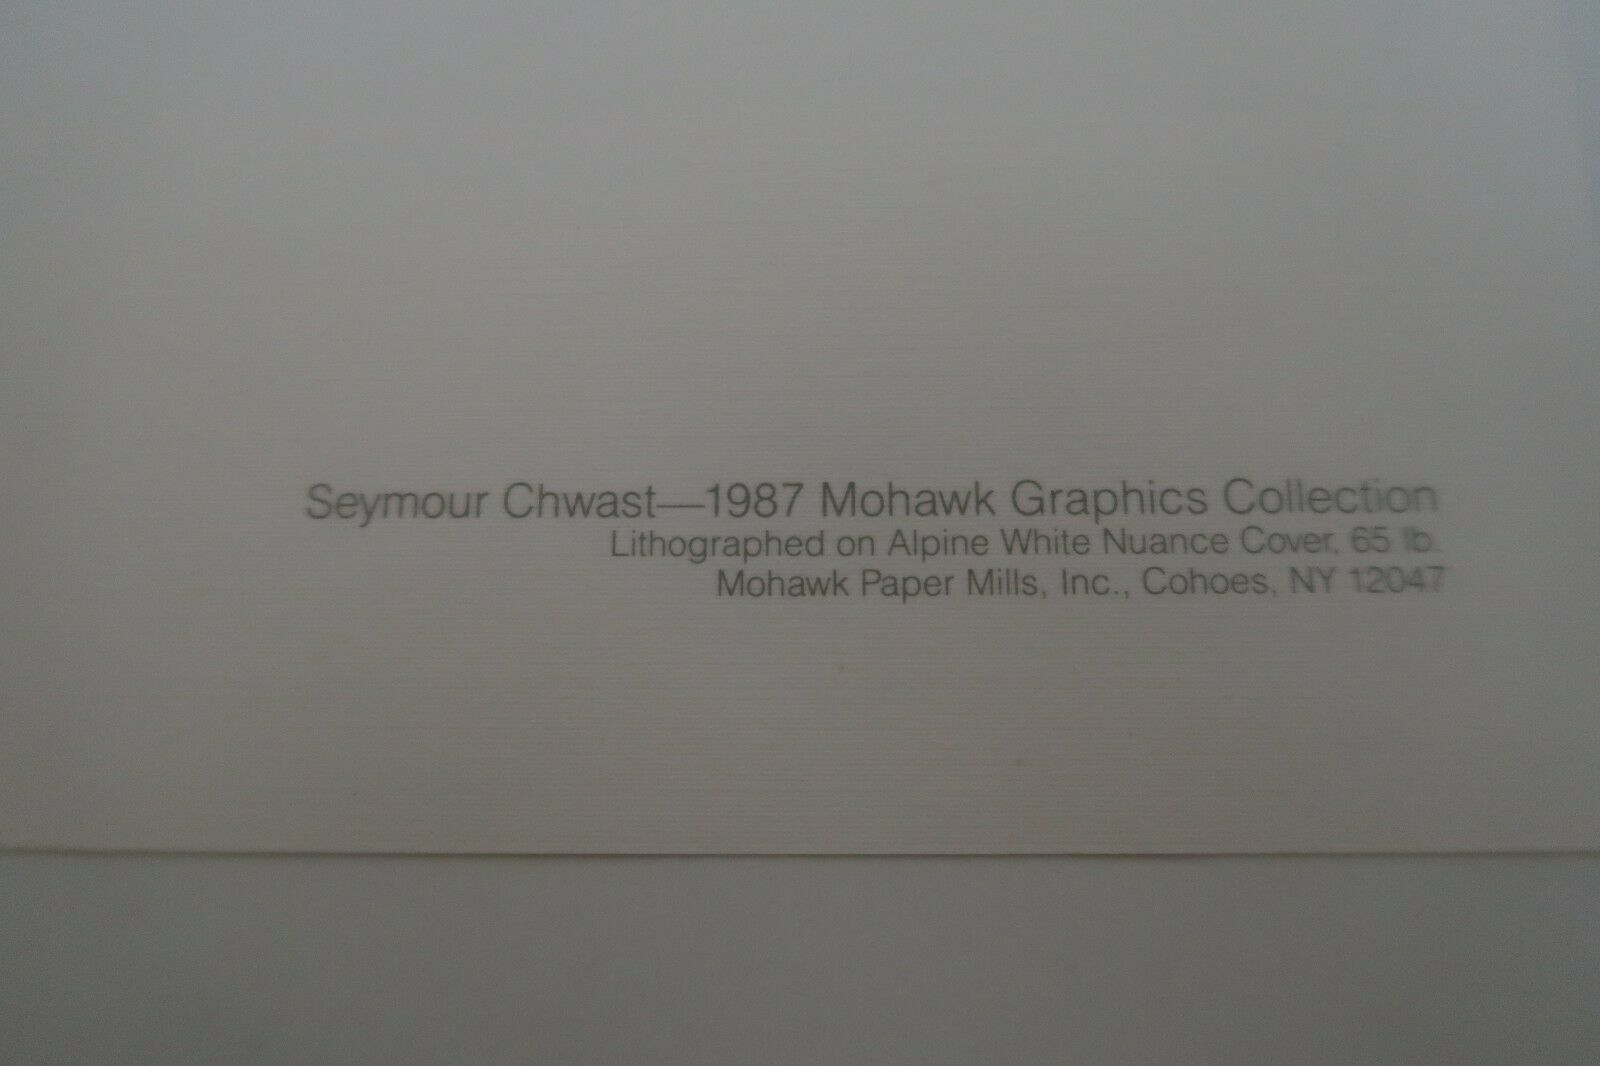 Seymour Chwast—1987 Mohawk Graphics Collection
Lithographed on Alpine White Nuance Cover, 65 lb.
Mohawk Paper Mills, Inc., Cohoes, NY 12047